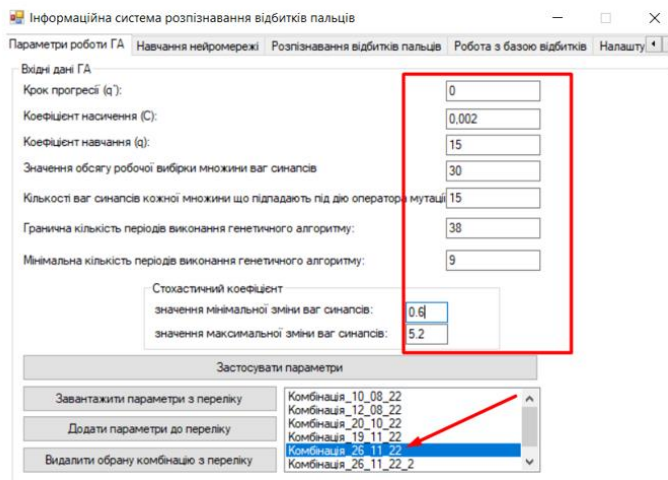 Інформаційна система розпізнавання відбитків пальців
Параметри роботи ГА Навчання нейромережі Розпізнавання відбитків пальців Робота з базою відбитків Налашту
Вхідні дані ГА
Крок прогресії (q`): 0
Коефіцієнт насичення (C): 0,002
Коефіцієнт навчання (q): 15
Значення обсягу робочої вибірки множини ваг синапсів 30
Кількості ваг синапсів кожної множини що підпадають під дію оператора мутації 15
Гранична кількість періодів виконання генетичного алгоритму: 38
Мінімальна кількість періодів виконання генетичного алгоритму: 9
Стохастичний коефіцієнт
значення мінімальної зміни ваг синапсів: 0.6
значення максимальної зміни ваг синапсів: 5.2
Застосувати параметри
Завантажити параметри з переліку
Додати параметри до переліку
Видалити обрану комбінацію з переліку
Комбінація_10_08_22
Комбінація_12_08_22
Комбінація_20_10_22
Комбінація_19_11_22
Комбінація_26_11_22
Комбінація_26_11_22_2